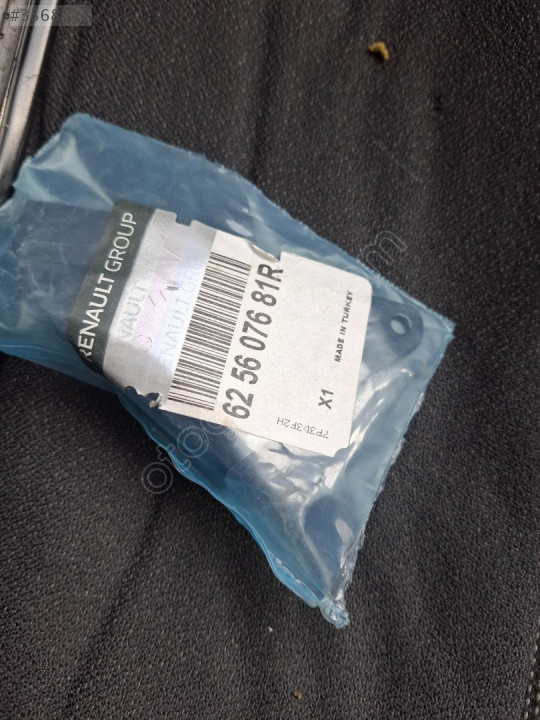 RENAULT GROUP
62 56 076 81R
X1
MADE IN TURKEY
7P3D3F2H